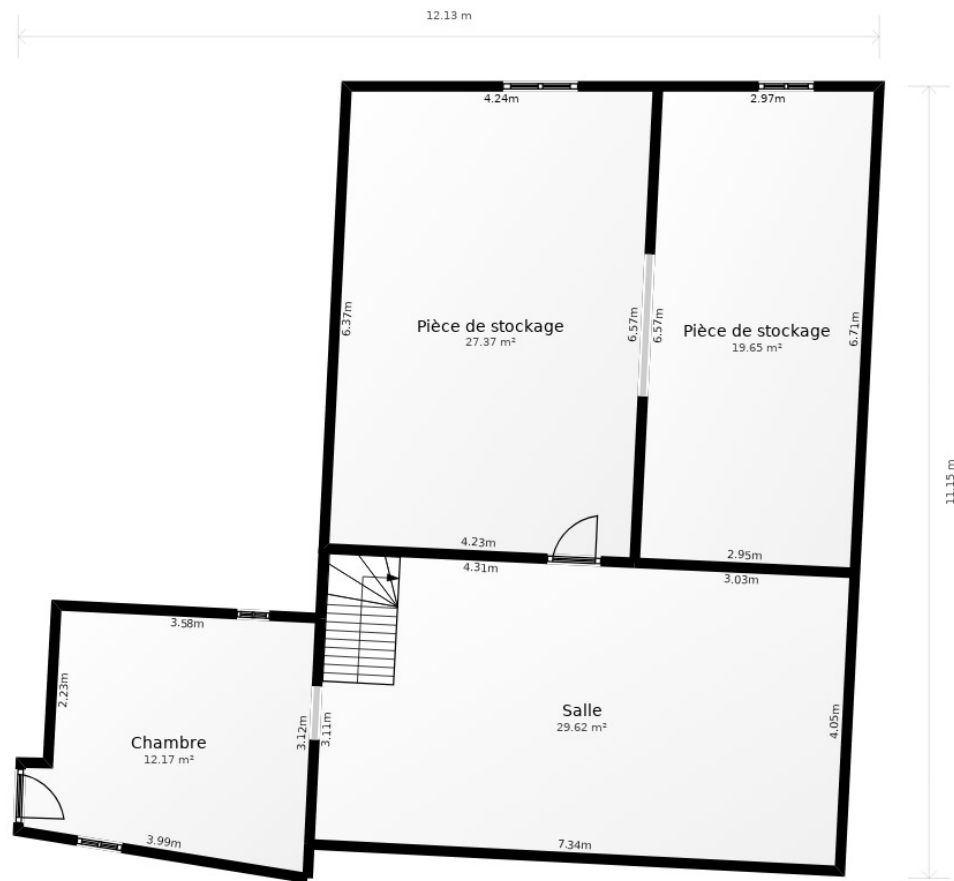 12.13 m
4.24m
2.97m
6.37m
6.57m
6.57m
6.71m
Pièce de stockage
27.37 m²
Pièce de stockage
19.65 m²
11.15 m
4.23m
2.95m
4.31m
3.03m
3.58m
2.23m
Salle
29.62 m²
4.05m
3.12m
3.11m
Chambre
12.17 m²
3.99m
7.34m